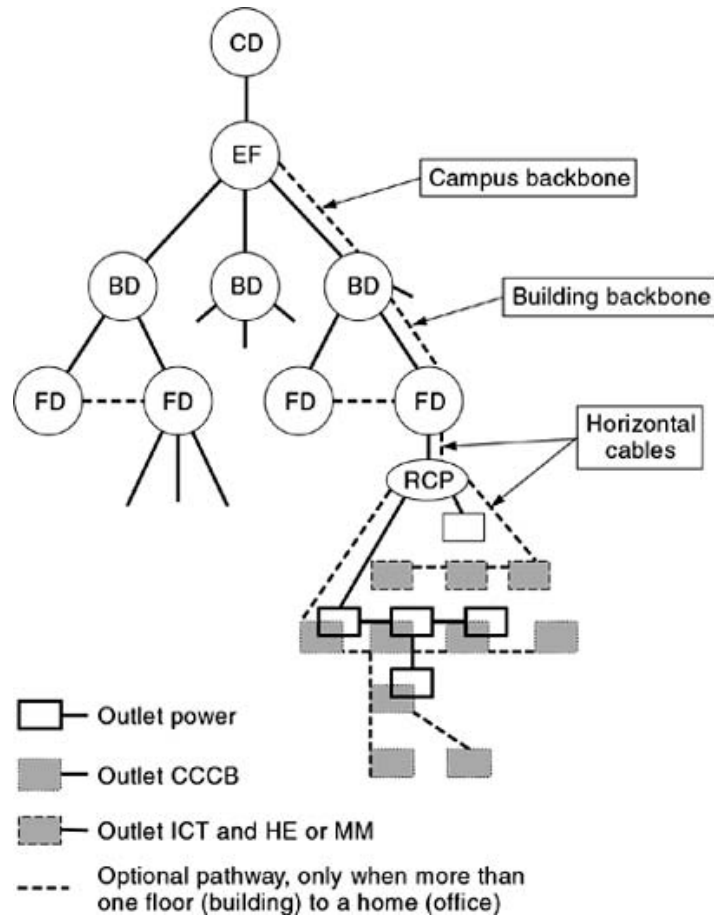 CD
EF
Campus backbone
BD
BD
BD
Building backbone
FD
FD
FD
FD
Horizontal
cables
RCP
Outlet power
Outlet CCCB
Outlet ICT and HE or MM
Optional pathway, only when more than
one floor (building) to a home (office)